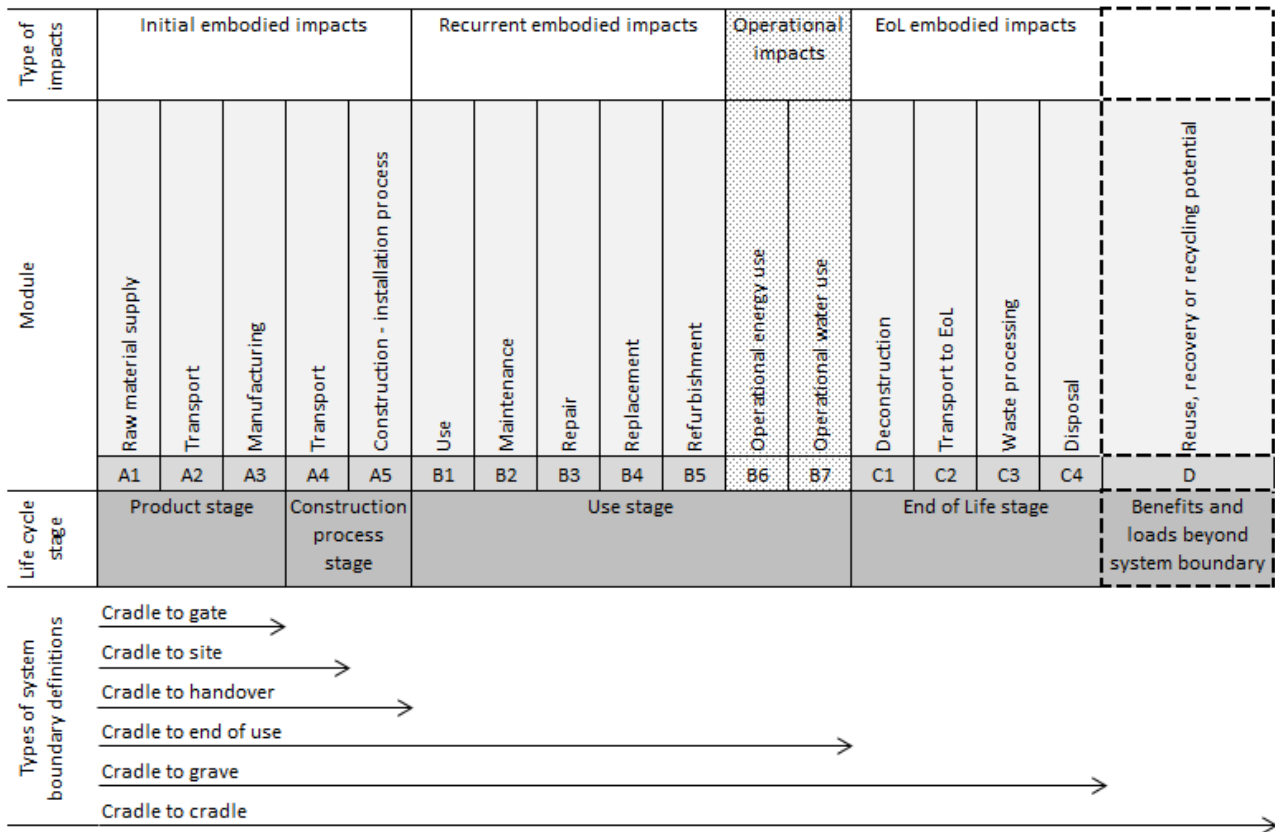 Type of
impacts
Initial embodied impacts
Recurrent embodied impacts
Operational
impacts
EoL embodied impacts
Module
Raw material supply
Transport
Manufacturing
Transport
Construction - installation process
Use
Maintenance
Repair
Replacement
Refurbishment
Operational energy use
Operational water use
Deconstruction
Transport to EoL
Waste processing
Disposal
Reuse, recovery or recycling potential
A1 A2 A3 A4 A5 B1 B2 B3 B4 B5 B6 B7 C1 C2 C3 C4 D
Life cycle
stage
Product stage
Construction
process
stage
Use stage
End of Life stage
Benefits and
loads beyond
system boundary
Types of system
boundary definitions
Cradle to gate
Cradle to site
Cradle to handover
Cradle to end of use
Cradle to grave
Cradle to cradle